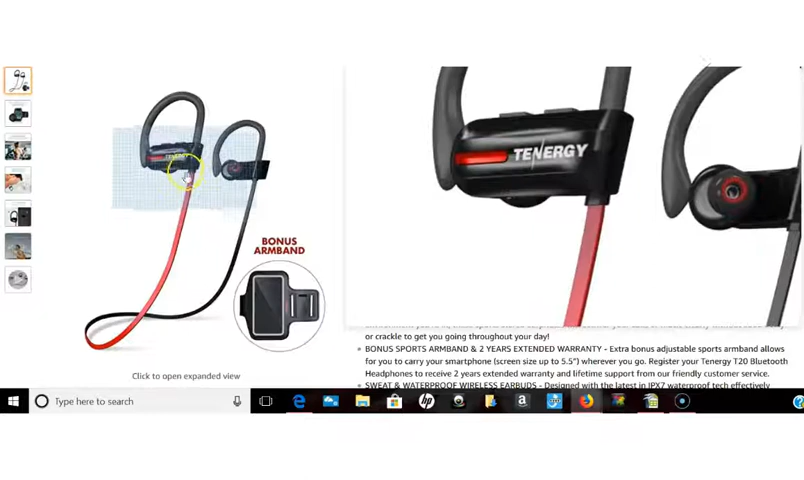 TENERGY
TENERGY
BONUS
ARMBAND
Click to open expanded view
or crackle to get you going throughout your day!
BONUS SPORTS ARMBAND & 2 YEARS EXTENDED WARRANTY - Extra bonus adjustable sports armband allows
for you to carry your smartphone (screen size up to 5.5") wherever you go. Register your Tenergy T20 Bluetooth
Headphones to receive 2 years extended warranty and lifetime support from our friendly customer service.
SWEAT & WATERPROOF WIRELESS EARBUDS - Designed with the latest in IPX7 waterproof tech effectively
Type here to search
hp
a